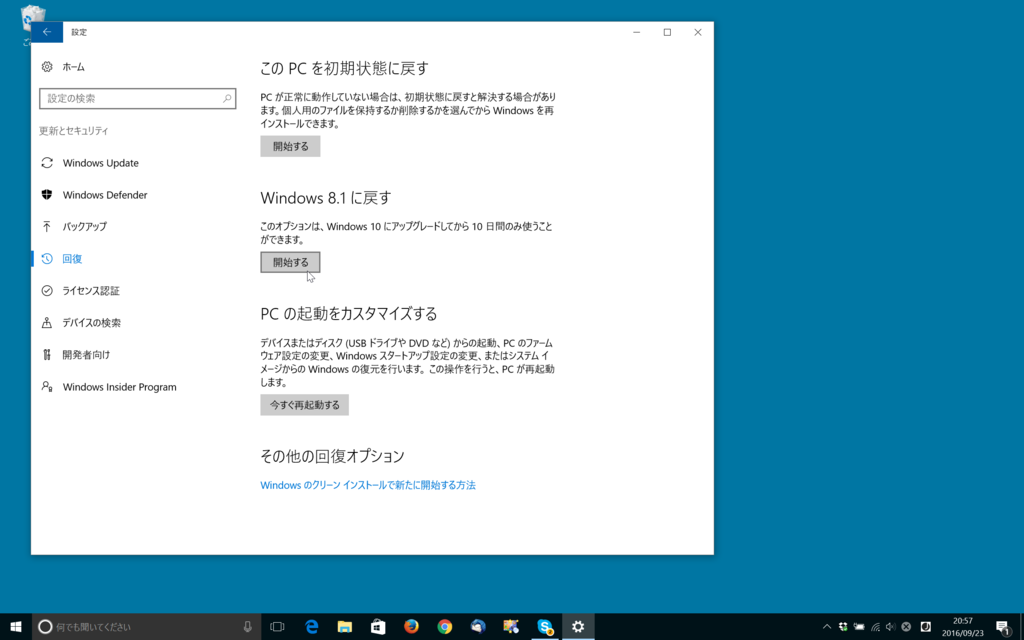 設定
ホーム
設定の検索
更新とセキュリティ
Windows Update
Windows Defender
バックアップ
回復
ライセンス認証
デバイスの検索
開発者向け
Windows Insider Program
この PC を初期状態に戻す
PC が正常に動作していない場合は、初期状態に戻すと解決する場合があり
ます。個人用のファイルを保持するか削除するかを選んでから Windows を再
インストールできます。
開始する
Windows 8.1 に戻す
このオプションは、Windows 10 にアップグレードしてから 10 日間のみ使うこと
ができます。
開始する
PC の起動をカスタマイズする
デバイスまたはディスク (USB ドライブや DVD など) からの起動、PC のファーム
ウェア設定の変更、Windows スタートアップ設定の変更、またはシステム イ
メージからの Windows の復元を行います。この操作を行うと、PC が再起動
します。
今すぐ再起動する
その他の回復オプション
Windows のクリーン インストールで新たに開始する方法
何でも聞いてください
20:57
2016/09/23
1